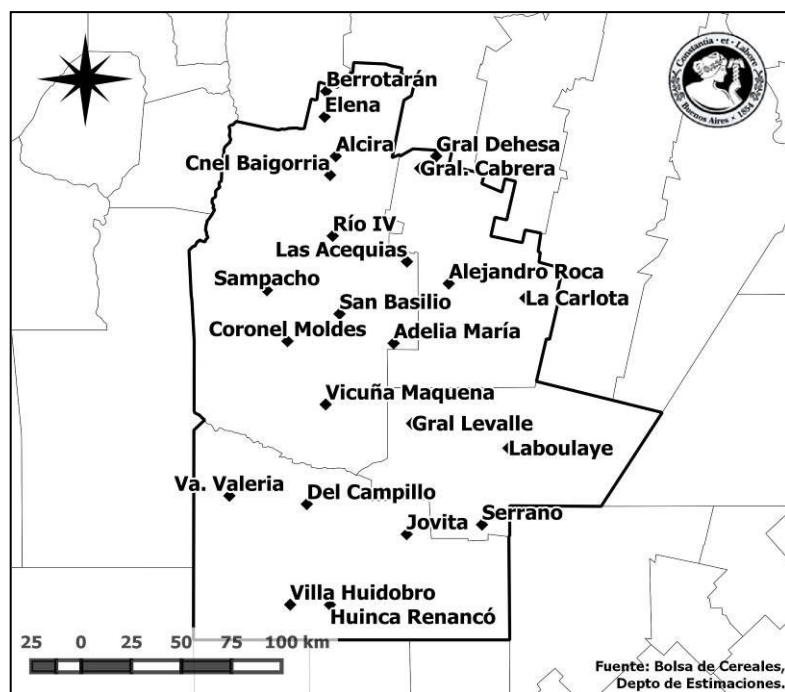 Constantia · et · Labore
Buenos Aires × 1854
Berrotarán
Elena
Alcira
Gral Dehesa
Cnel Baigorria
Gral. Cabrera
Río IV
Las Acequias
Sampacho
Alejandro Roca
La Carlota
San Basilio
Coronel Moldes
Adelia María
Vicuña Maquena
Gral Levalle
Laboulaye
Va. Valeria
Del Campillo
Serrano
Jovita
Villa Huidobro
Huinca Renancó
25 0 25 50 75 100 km
Fuente: Bolsa de Cereales,
Depto de Estimaciones.